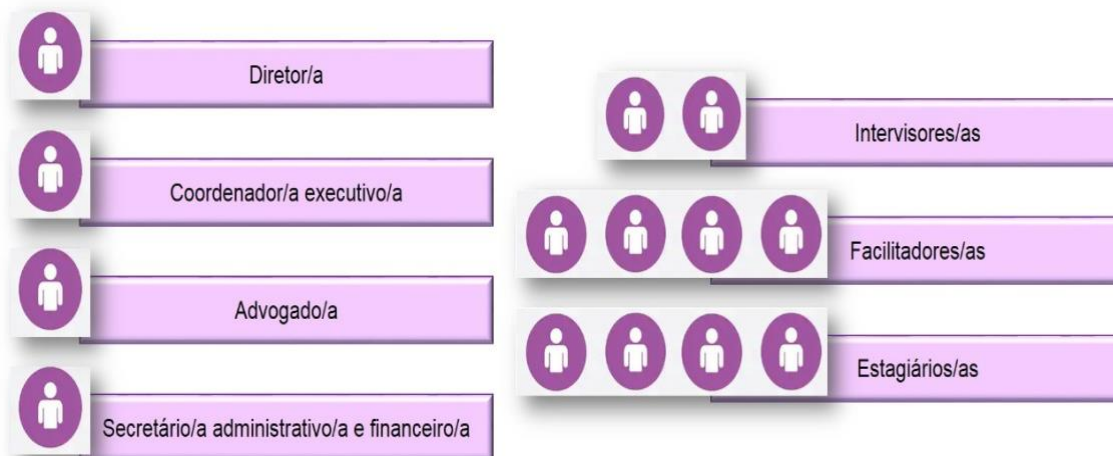 Diretor/a
Coordenador/a executivo/a
Advogado/a
Secretário/a administrativo/a e financeiro/a
Intervisores/as
Facilitadores/as
Estagiários/as